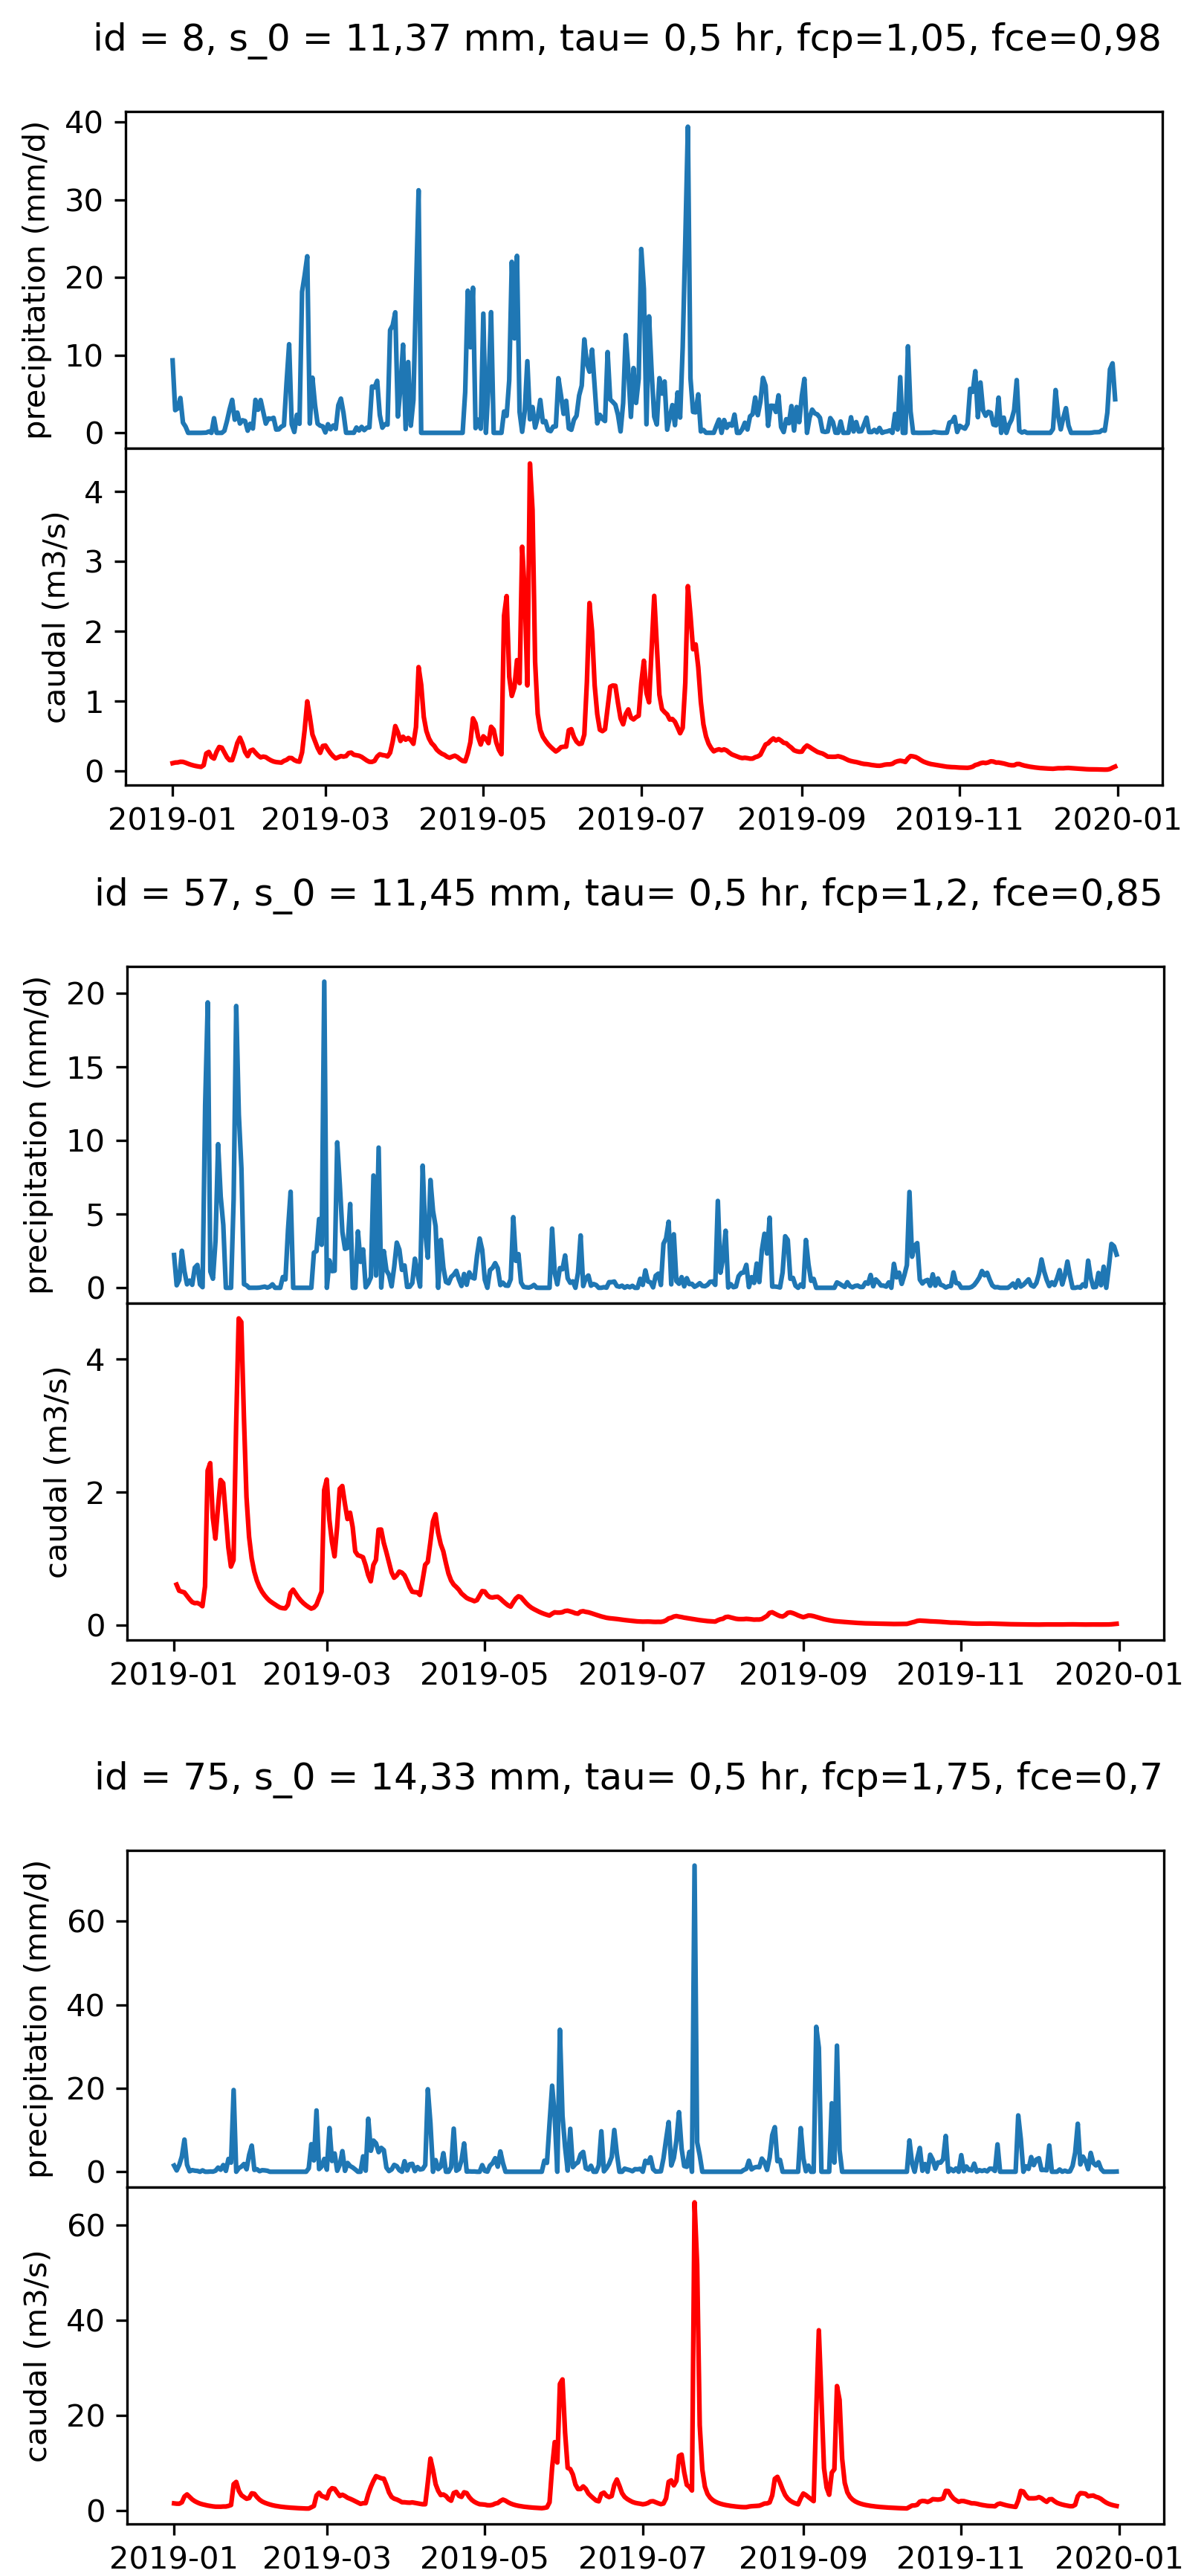 id = 8, s_0 = 11,37 mm, tau= 0,5 hr, fcp=1,05, fce=0,98
precipitation (mm/d)
40
30
20
10
0
caudal (m3/s)
4
3
2
1
0
2019-01 2019-03 2019-05 2019-07 2019-09 2019-11 2020-01
id = 57, s_0 = 11,45 mm, tau= 0,5 hr, fcp=1,2, fce=0,85
precipitation (mm/d)
20
15
10
5
0
caudal (m3/s)
4
2
0
2019-01 2019-03 2019-05 2019-07 2019-09 2019-11 2020-01
id = 75, s_0 = 14,33 mm, tau= 0,5 hr, fcp=1,75, fce=0,7
precipitation (mm/d)
60
40
20
0
caudal (m3/s)
60
40
20
0
2019-01 2019-03 2019-05 2019-07 2019-09 2019-11 2020-01